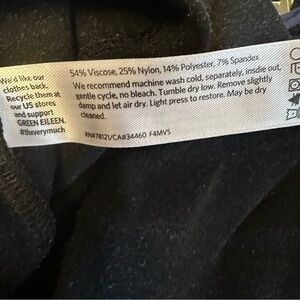 We'd like our
clothes back.
Recycle them at
our US stores
and support
GREEN EILEEN.
#thxverymuch
54% Viscose, 25% Nylon, 14% Polyester, 7% Spandex
We recommend machine wash cold, separately, insdie out,
gentle cycle, no bleach. Tumble dry low. Remove slightly
damp and let air dry. Light press to restore. May be dry
cleaned.
RN#78121/CA#34460 F4MV5